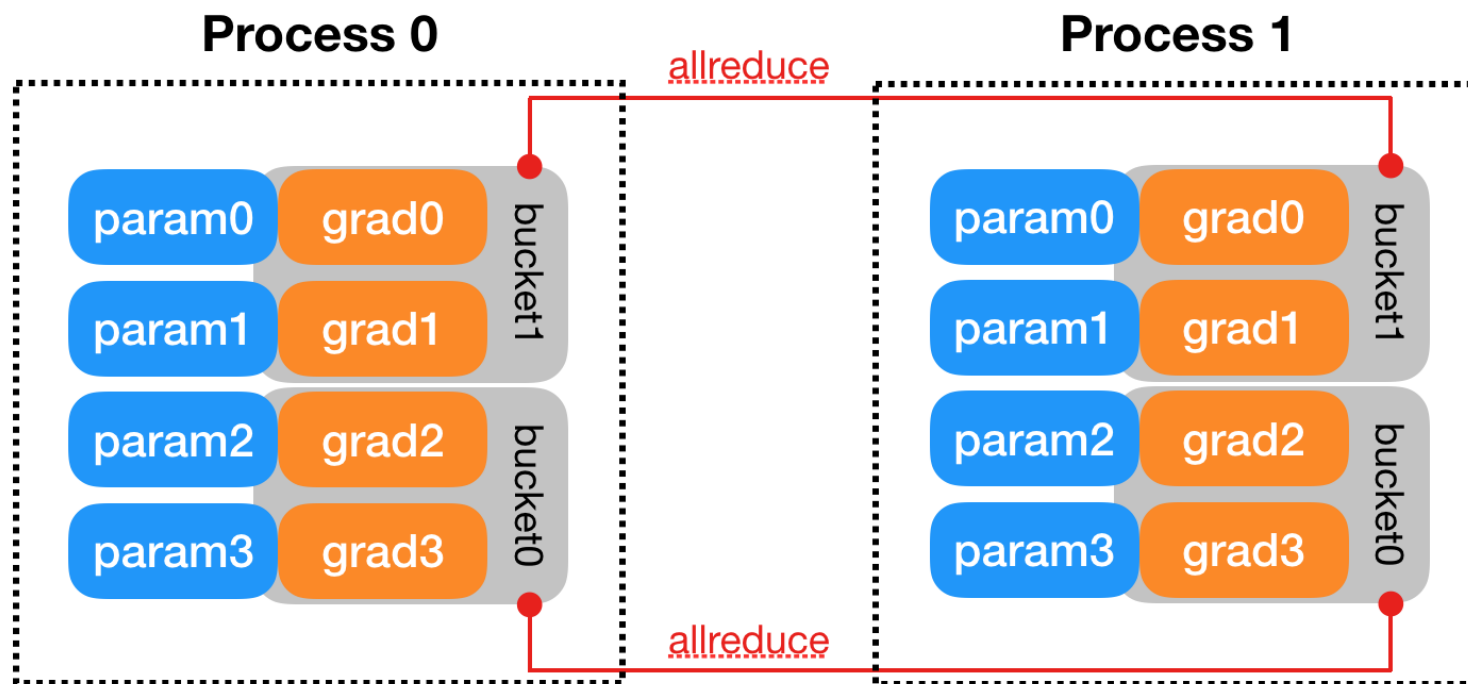 Process 0
Process 1
allreduce
param0 grad0
param1 grad1
bucket1
param2 grad2
param3 grad3
bucket0
param0 grad0
param1 grad1
bucket1
param2 grad2
param3 grad3
bucket0
allreduce